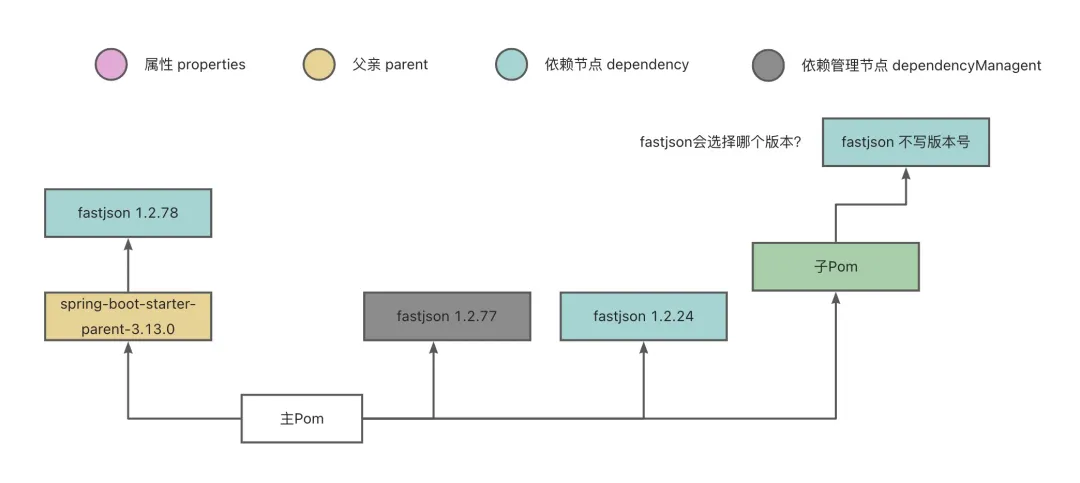 属性 properties
父亲 parent
依赖节点 dependency
依赖管理节点 dependencyManagent
fastjson会选择哪个版本?
fastjson 不写版本号
fastjson 1.2.78
子Pom
spring-boot-starter-
parent-3.13.0
fastjson 1.2.77
fastjson 1.2.24
主Pom